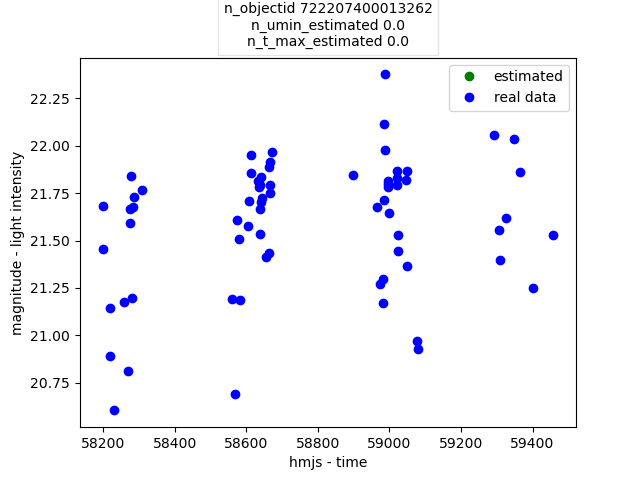 n_objectid 722207400013262
n_umin_estimated 0.0
n_t_max_estimated 0.0
estimated
real data
magnitude - light intensity
22.25
22.00
21.75
21.50
21.25
21.00
20.75
58200 58400 58600 58800 59000 59200 59400
hmjs - time